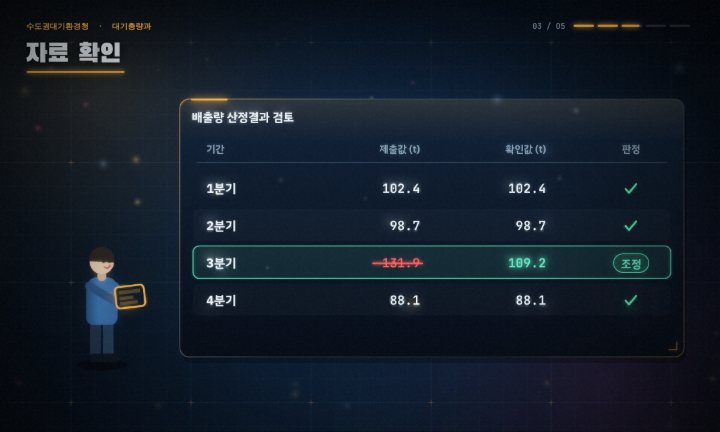 수도권대기환경청 · 대기총량과
03 / 05
자료 확인
배출량 산정결과 검토
기간 제출값 (t) 확인값 (t) 판정
1분기 102.4 102.4 ✓
2분기 98.7 98.7 ✓
3분기 131.9 109.2 조정
4분기 88.1 88.1 ✓